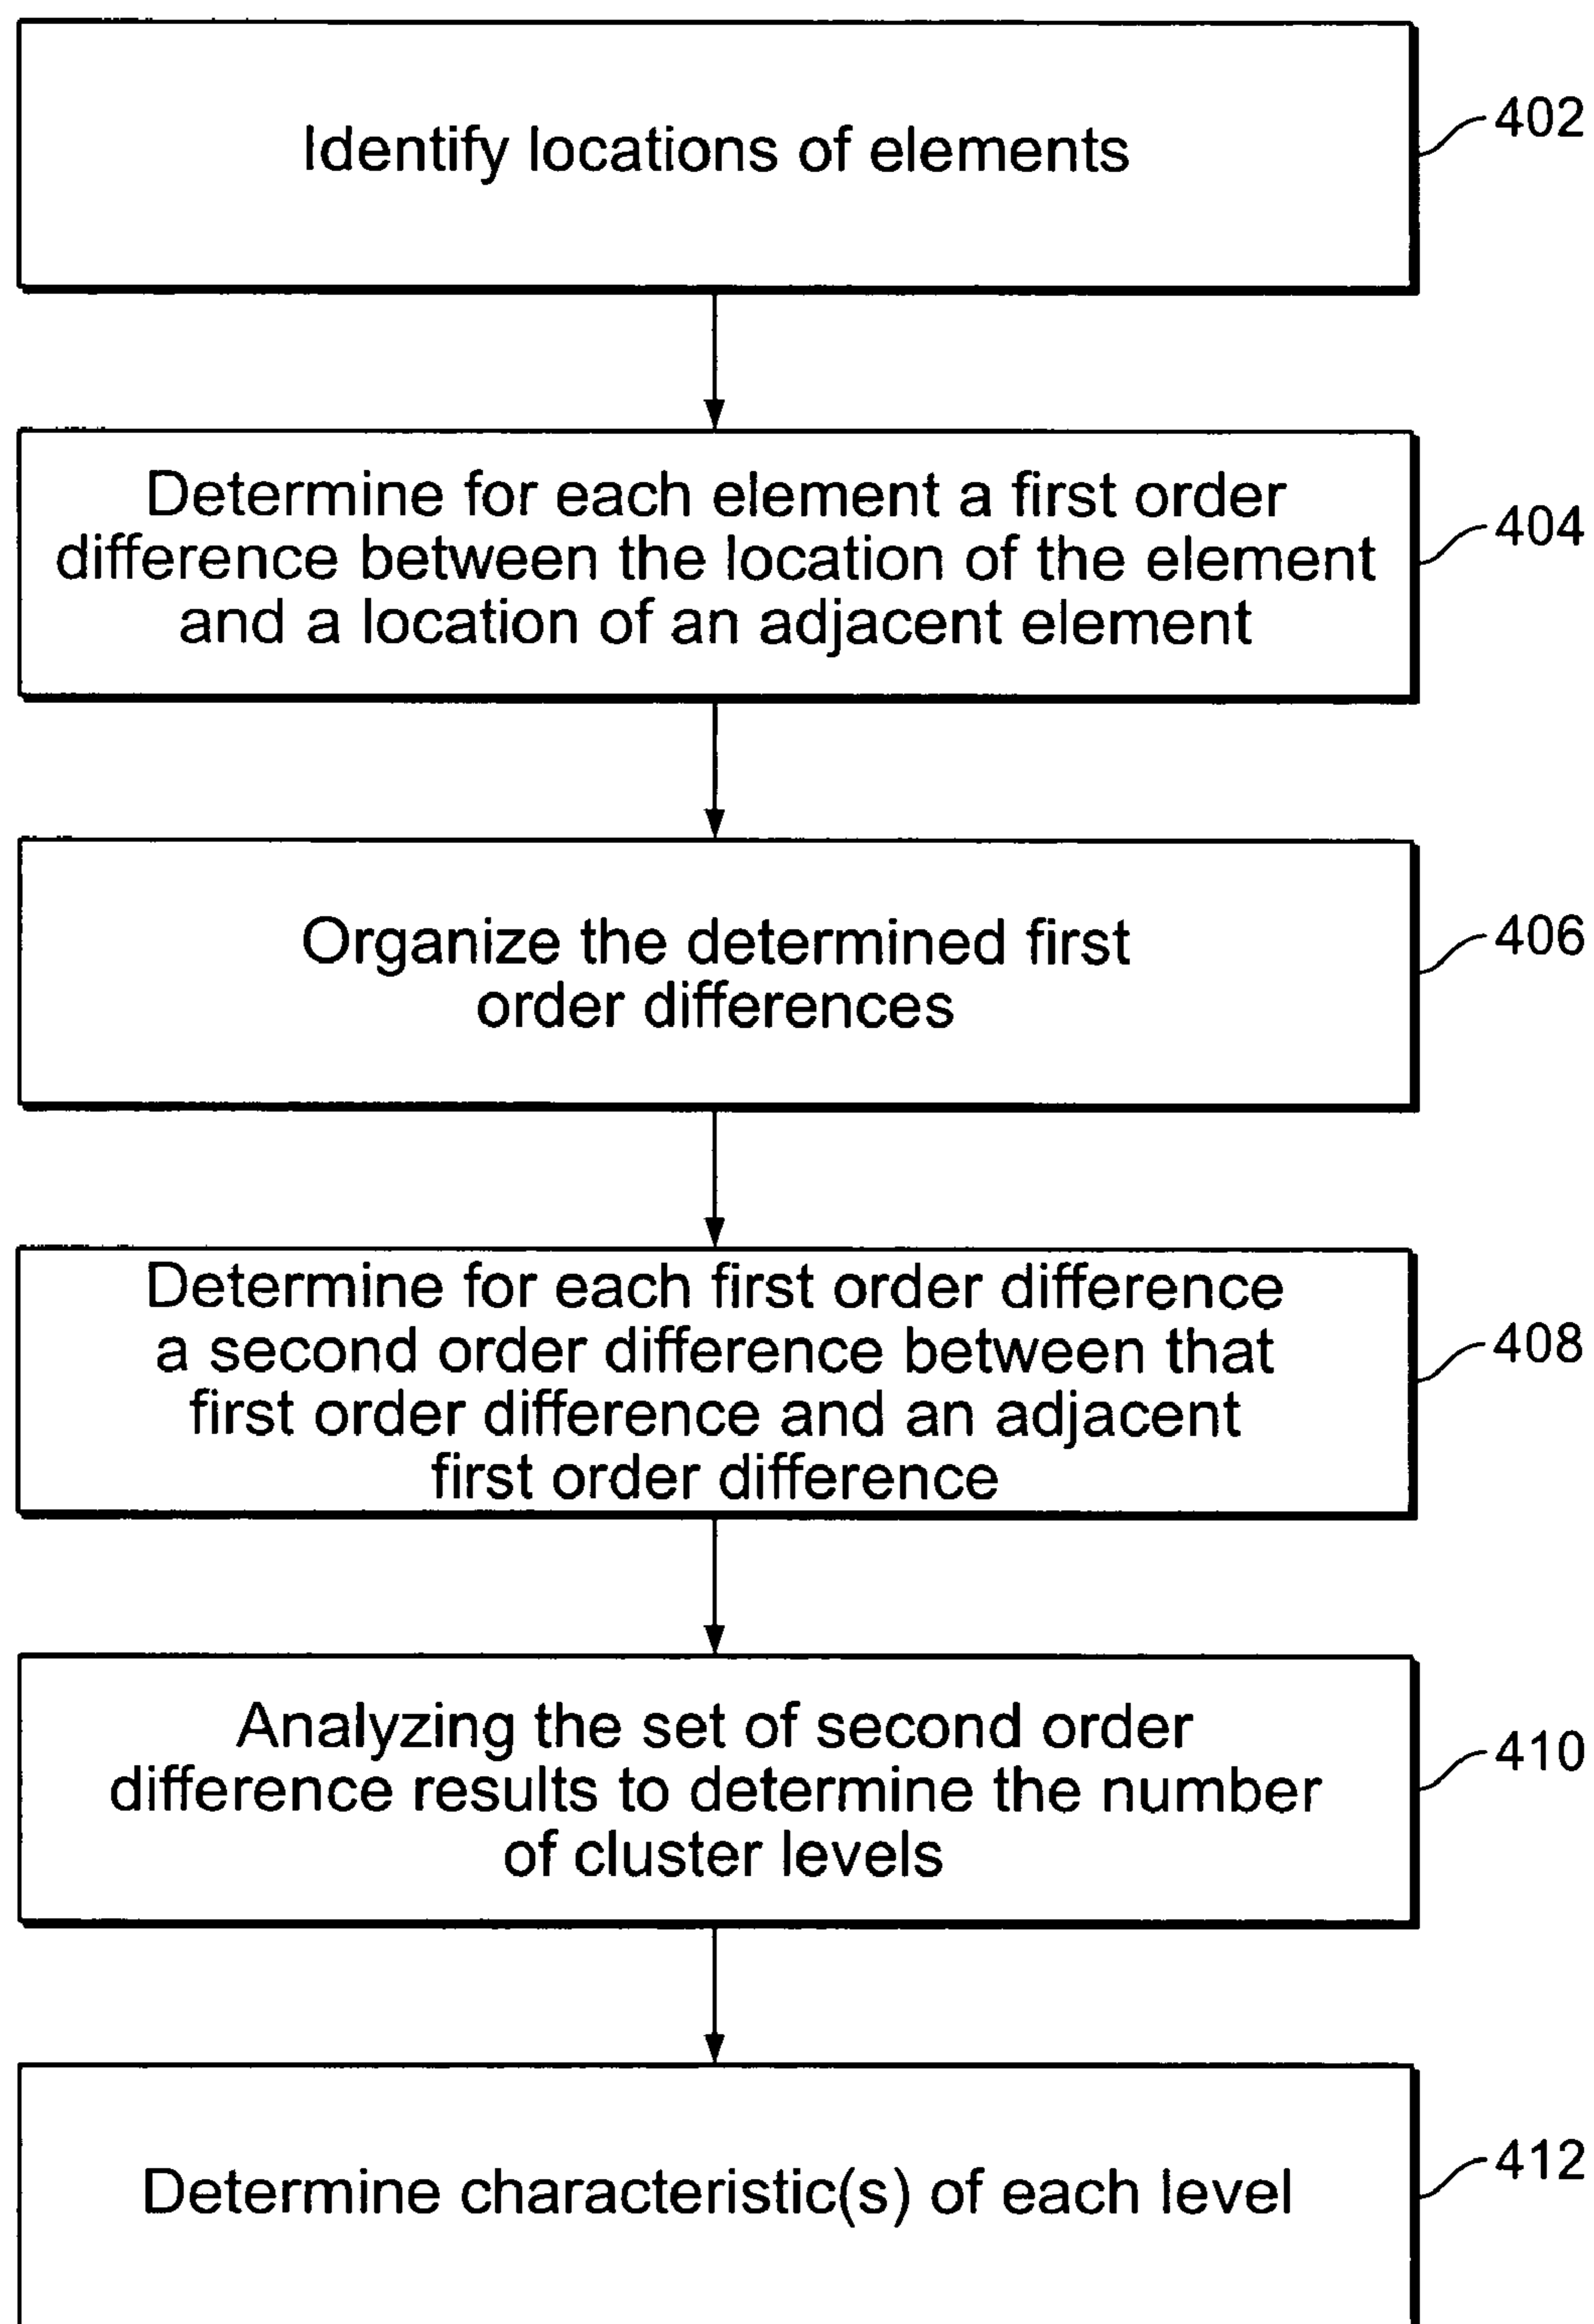 Identify locations of elements
402
Determine for each element a first order
difference between the location of the element
and a location of an adjacent element
404
Organize the determined first
order differences
406
Determine for each first order difference
a second order difference between that
first order difference and an adjacent
first order difference
408
Analyzing the set of second order
difference results to determine the number
of cluster levels
410
Determine characteristic(s) of each level
412